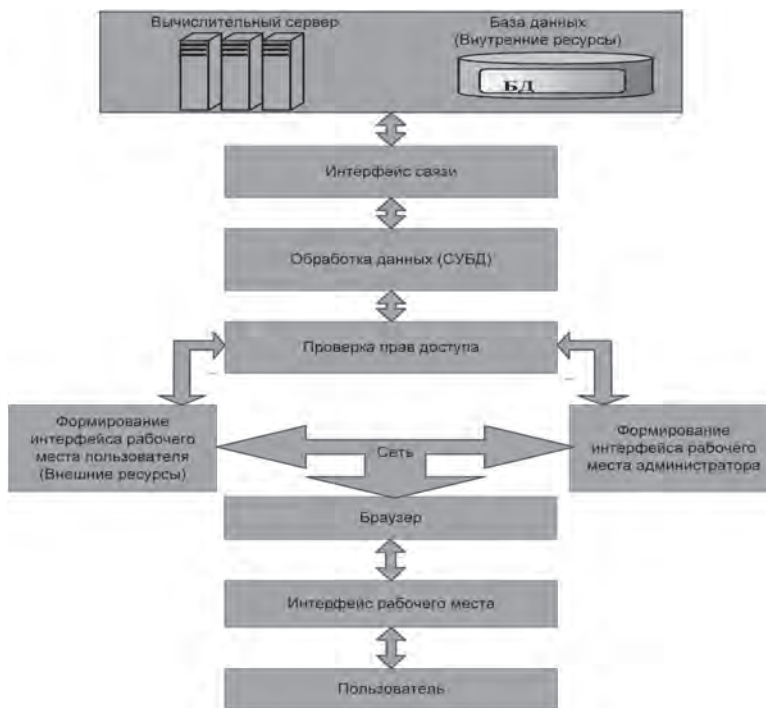 Вычислительный сервер
База данных
(Внутренние ресурсы)
БД
Интерфейс связи
Обработка данных (СУБД)
Проверка прав доступа
Формирование
интерфейса рабочего
места пользователя
(Внешние ресурсы)
Сеть
Формирование
интерфейса рабочего
места администратора
Браузер
Интерфейс рабочего места
Пользователь